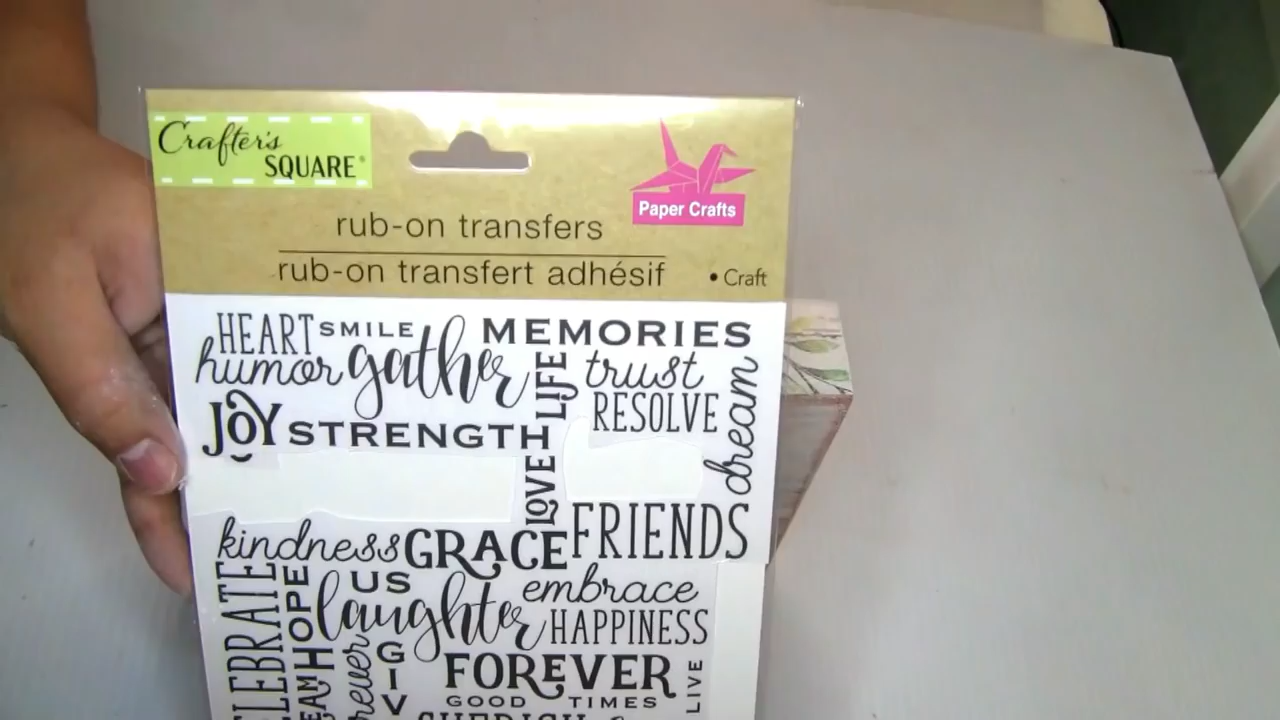 Crafter's
SQUARE®
Paper Crafts
rub-on transfers
rub-on transfert adhésif
• Craft
HEART SMILE MEMORIES
humor gather LIFE trust
JOY STRENGTH RESOLVE dream
LOVE
kindness GRACE FRIENDS
US embrace
HOPE laughter HAPPINESS
FOREVER
LIVE
GOOD TIMES